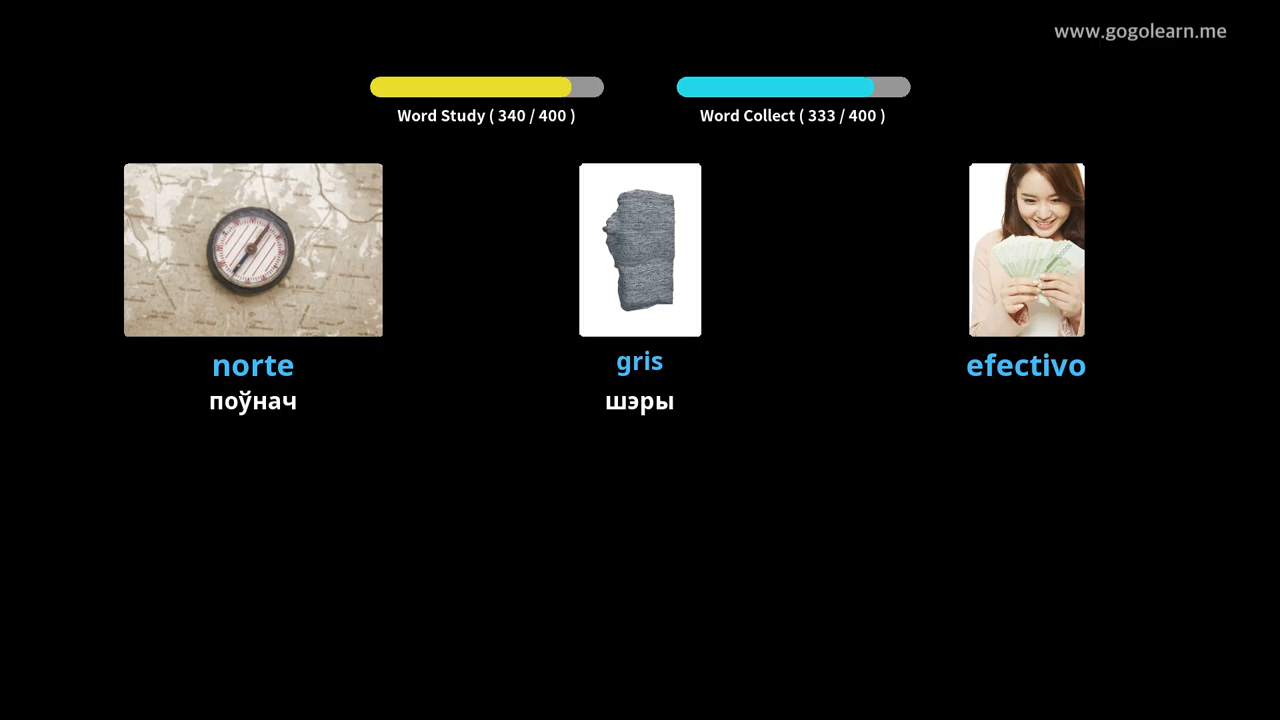 www.gogolearn.me
Word Study ( 340 / 400 )
Word Collect ( 333 / 400 )
norte
gris
efectivo
поўнач
шэры